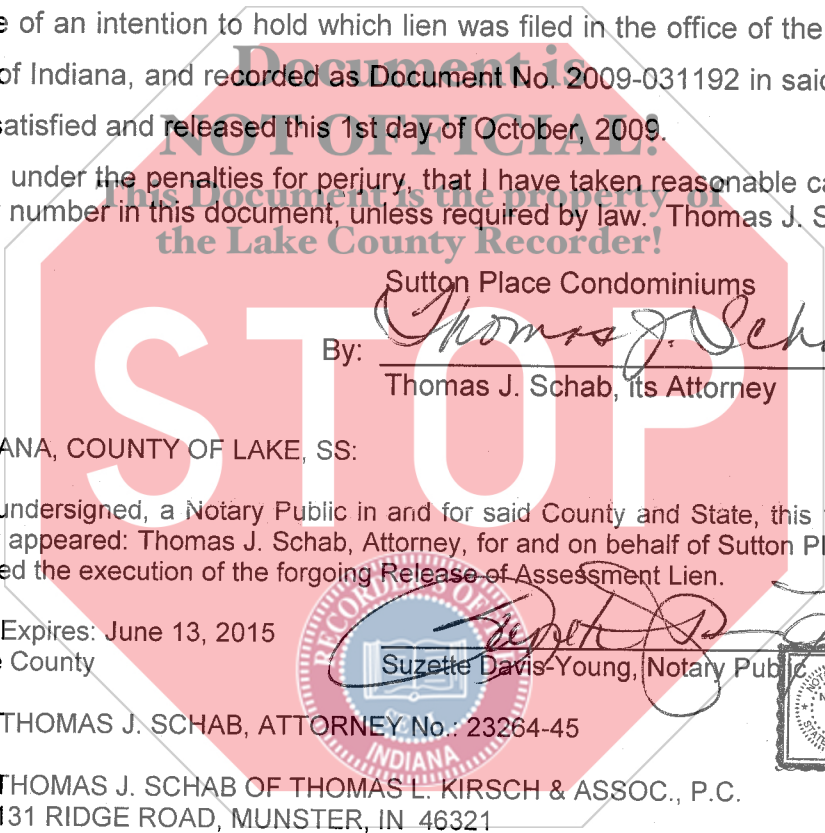 e of an intention to hold which lien was filed in the office of the
Document is
of Indiana, and recorded as Document No. 2009-031192 in said
NOT OFFICIAL!
satisfied and released this 1st day of October, 2009.
under the penalties for perjury, that I have taken reasonable ca
This Document is the property of
number in this document, unless required by law. Thomas J. S
the Lake County Recorder!
Sutton Place Condominiums
STOP
Thomas J. Scha
By:
Thomas J. Schab, its Attorney
ANA, COUNTY OF LAKE, SS:
undersigned, a Notary Public in and for said County and State, this
appeared: Thomas J. Schab, Attorney, for and on behalf of Sutton Pl
ed the execution of the forgoing Release of Assessment Lien.
RECORDER'S OF
Expires: June 13, 2015
e County
Suzette Davis-Young, Notary Public
THOMAS J. SCHAB, ATTORNEY No.: 23264-45
INDIANA
THOMAS J. SCHAB OF THOMAS L. KIRSCH & ASSOC., P.C.
131 RIDGE ROAD, MUNSTER, IN 46321